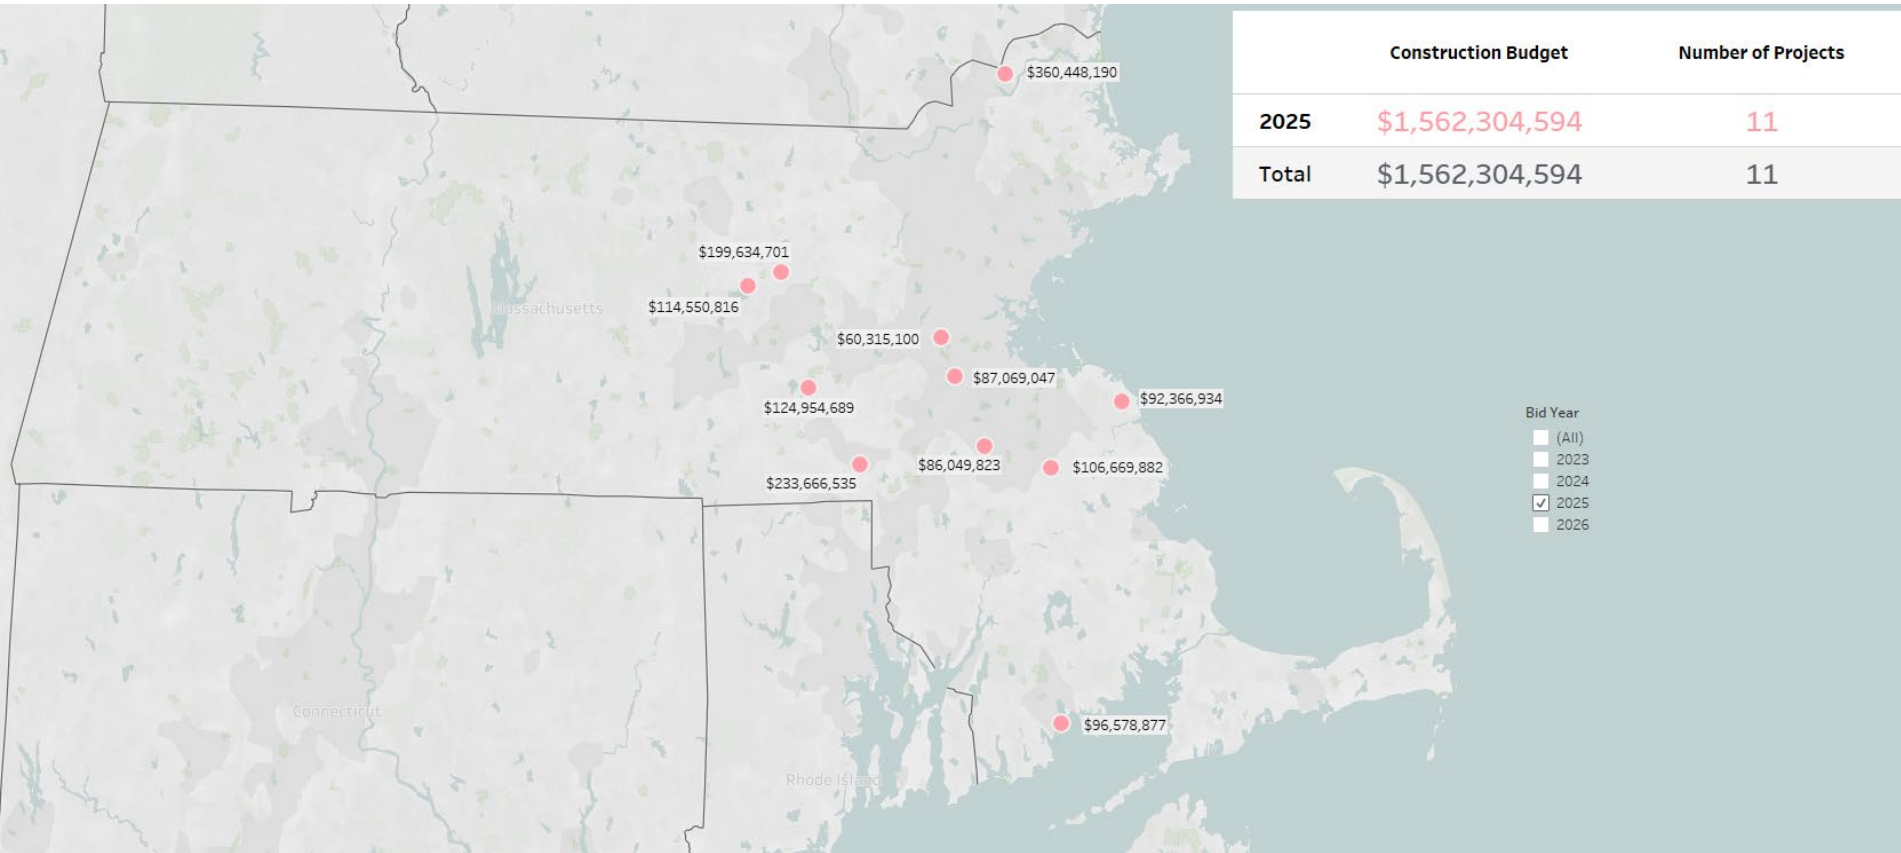 Construction Budget Number of Projects
2025 $1,562,304,594 11
Total $1,562,304,594 11
$360,448,190
$199,634,701
$114,550,816
Massachusetts
$60,315,100
$87,069,047
$124,954,689
$92,366,934
$86,049,823
$106,669,882
$233,666,535
Bid Year
(All)
2023
2024
2025
2026
Connecticut
$96,578,877
Rhode Island